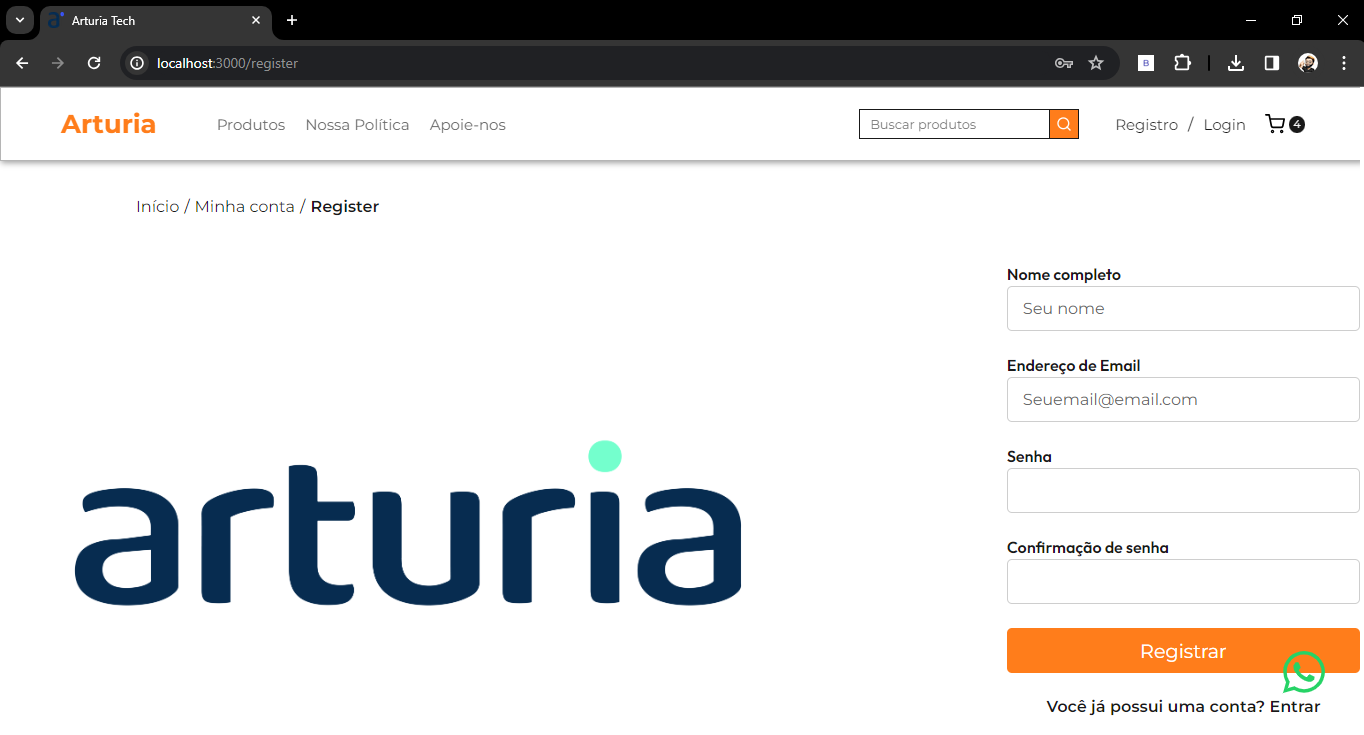 Arturia Tech
localhost:3000/register
B
Arturia Produtos Nossa Política Apoie-nos Buscar produtos Registro / Login 4
Início / Minha conta / Register
Nome completo
Seu nome
Endereço de Email
Seuemail@email.com
Senha
Confirmação de senha
arturia
Registrar
Você já possui uma conta? Entrar